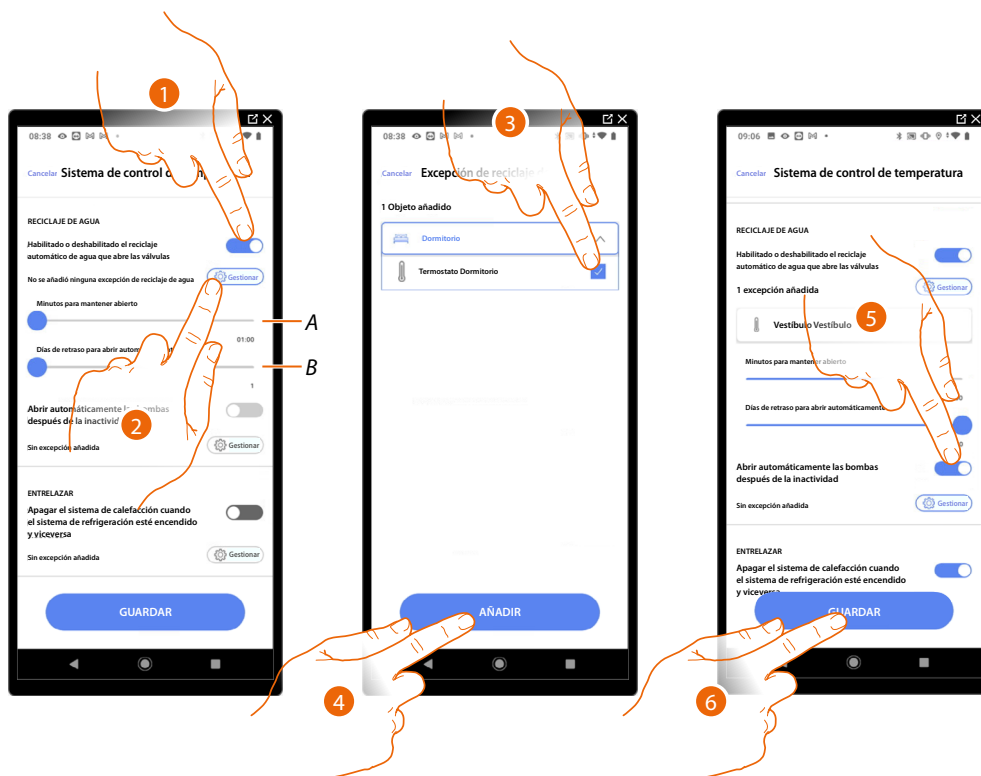 1
08:38
Cancelar Sistema de control de
RECICLAJE DE AGUA
Habilitado o deshabilitado el reciclaje
automático de agua que abre las válvulas
No se añadió ninguna excepción de reciclaje de agua
Gestionar
Minutos para mantener abierto
A
01:00
Días de retraso para abrir
B
1
Abrir automáticamente las bombas
después de la
2
Sin excepción añadida
Gestionar
ENTRELAZAR
Apagar el sistema de calefacción cuando
el sistema de refrigeración esté encendido
y viceversa
Sin excepción añadida
Gestionar
GUARDAR
3
08:38
Cancelar Excepción de reciclaje
1 Objeto añadido
Dormitorio
Termostato Dormitorio
AÑADIR
4
09:06
Cancelar Sistema de control de temperatura
RECICLAJE DE AGUA
Habilitado o deshabilitado el reciclaje
automático de agua que abre las válvulas
1 excepción añadida
Gestionar
5
Vestíbulo Vestíbulo
Minutos para mantener abierto
Días de retraso para abrir
Abrir automáticamente las bombas
después de la inactividad
Sin excepción añadida
Gestionar
ENTRELAZAR
Apagar el sistema de calefacción cuando
el sistema de refrigeración esté encendido
y viceversa
GUARDAR
6